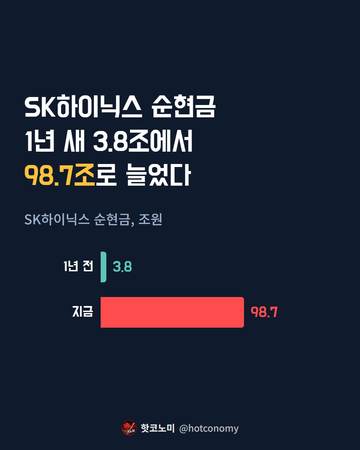 SK하이닉스 순현금
1년 새 3.8조에서
98.7조로 늘었다
SK하이닉스 순현금, 조원
1년 전 3.8
지금 98.7
핫코노미 @hotconomy